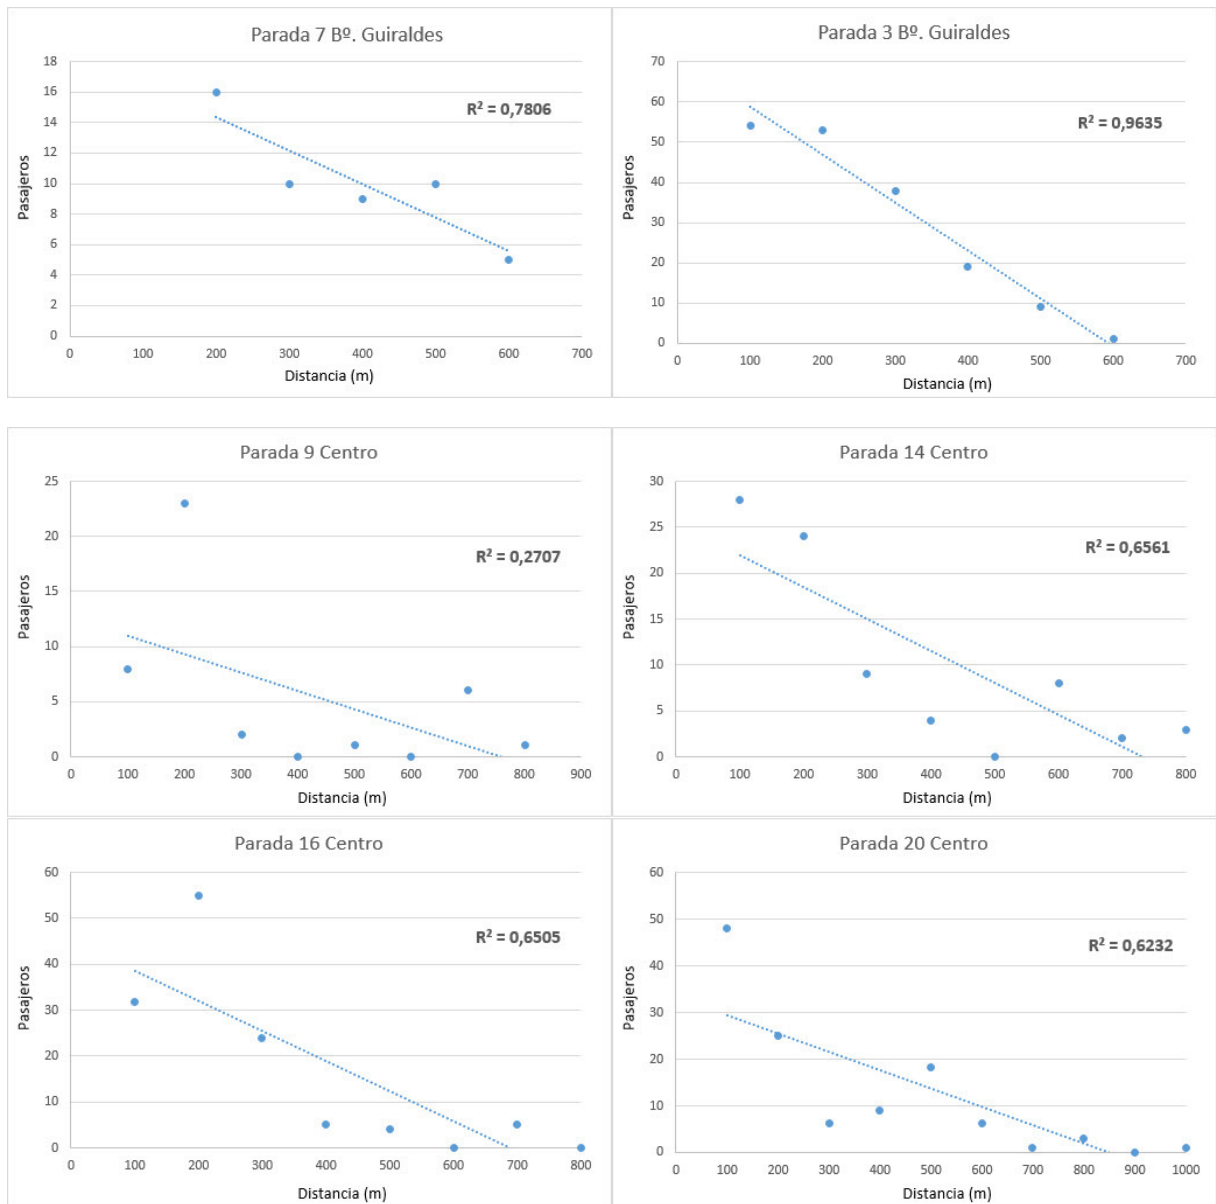 Parada 7 Bº. Guiraldes
18
16
14
12
10
8
6
4
2
0
R² = 0,7806
Pasajeros
0 100 200 300 400 500 600 700
Distancia (m)
Parada 3 Bº. Guiraldes
70
60
50
40
30
20
10
0
R² = 0,9635
Pasajeros
0 100 200 300 400 500 600 700
Distancia (m)
Parada 9 Centro
25
20
15
10
5
0
R² = 0,2707
Pasajeros
0 100 200 300 400 500 600 700 800 900
Distancia (m)
Parada 14 Centro
30
25
20
15
10
5
0
R² = 0,6561
Pasajeros
0 100 200 300 400 500 600 700 800
Distancia (m)
Parada 16 Centro
60
50
40
30
20
10
0
R² = 0,6505
Pasajeros
0 100 200 300 400 500 600 700 800
Distancia (m)
Parada 20 Centro
60
50
40
30
20
10
0
R² = 0,6232
Pasajeros
0 100 200 300 400 500 600 700 800 900 1000
Distancia (m)